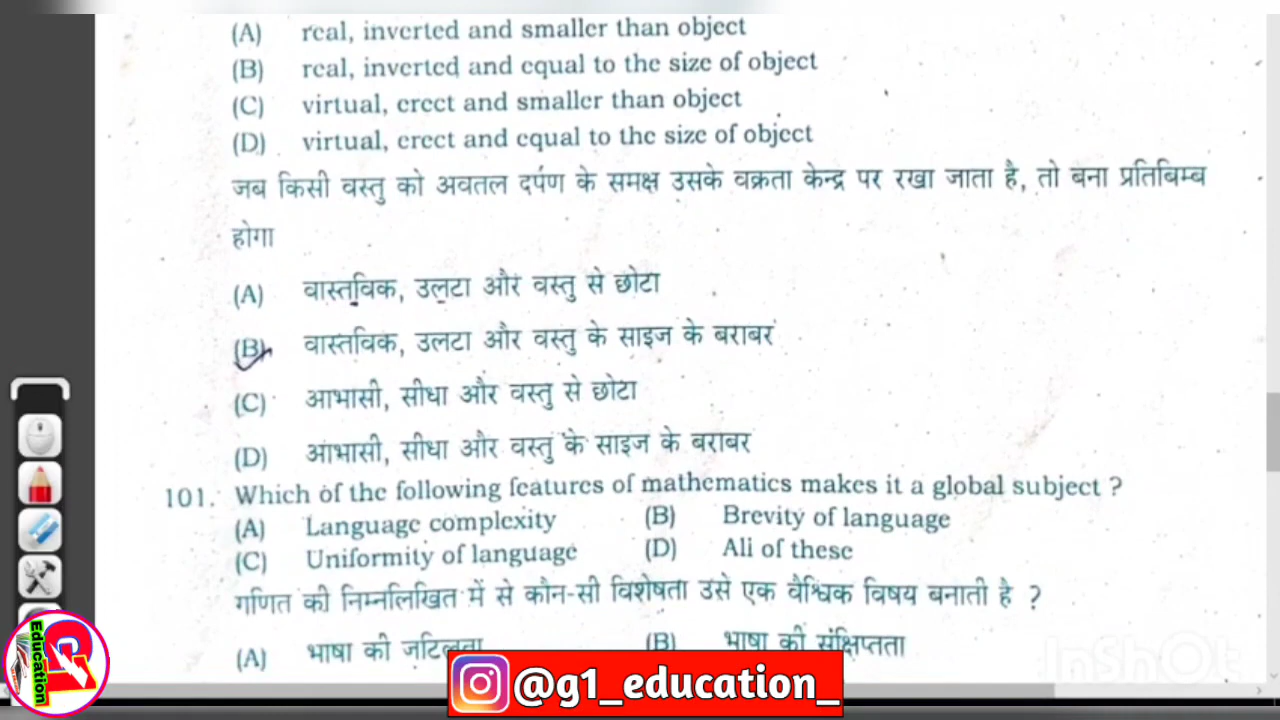 (A) real, inverted and smaller than object
(B) real, inverted and equal to the size of object
(C) virtual, erect and smaller than object
(D) virtual, erect and equal to the size of object
जब किसी वस्तु को अवतल दर्पण के समक्ष उसके वक्रता केन्द्र पर रखा जाता है, तो बना प्रतिबिम्ब
होगा
(A) वास्तविक, उलटा और वस्तु से छोटा
(B) वास्तविक, उलटा और वस्तु के साइज के बराबर
(C) आभासी, सीधा और वस्तु से छोटा
(D) आभासी, सीधा और वस्तु के साइज के बराबर
101. Which of the following features of mathematics makes it a global subject ?
(A) Language complexity (B) Brevity of language
(C) Uniformity of language (D) All of these
गणित की निम्नलिखित में से कौन-सी विशेषता उसे एक वैश्विक विषय बनाती है ?
(A) भाषा की जटिलता (B) भाषा की संक्षिप्तता
Education
@g1_education_
InShOt